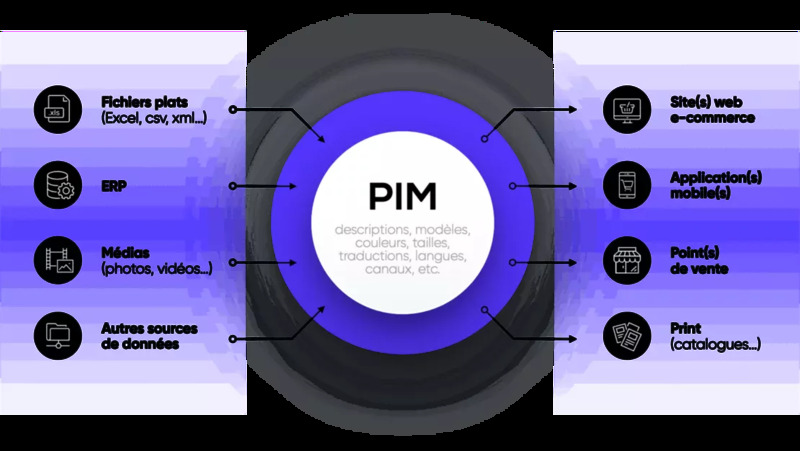 Fichiers plats
(Excel, csv, xml...)
xls
ERP
Médias
(photos, vidéos...)
Autres sources
de données
PIM
descriptions, modèles,
couleurs, tailles,
traductions, langues,
canaux, etc.
Site(s) web
e-commerce
Application(s)
mobile(s)
Point(s)
de vente
Print
(catalogues...)